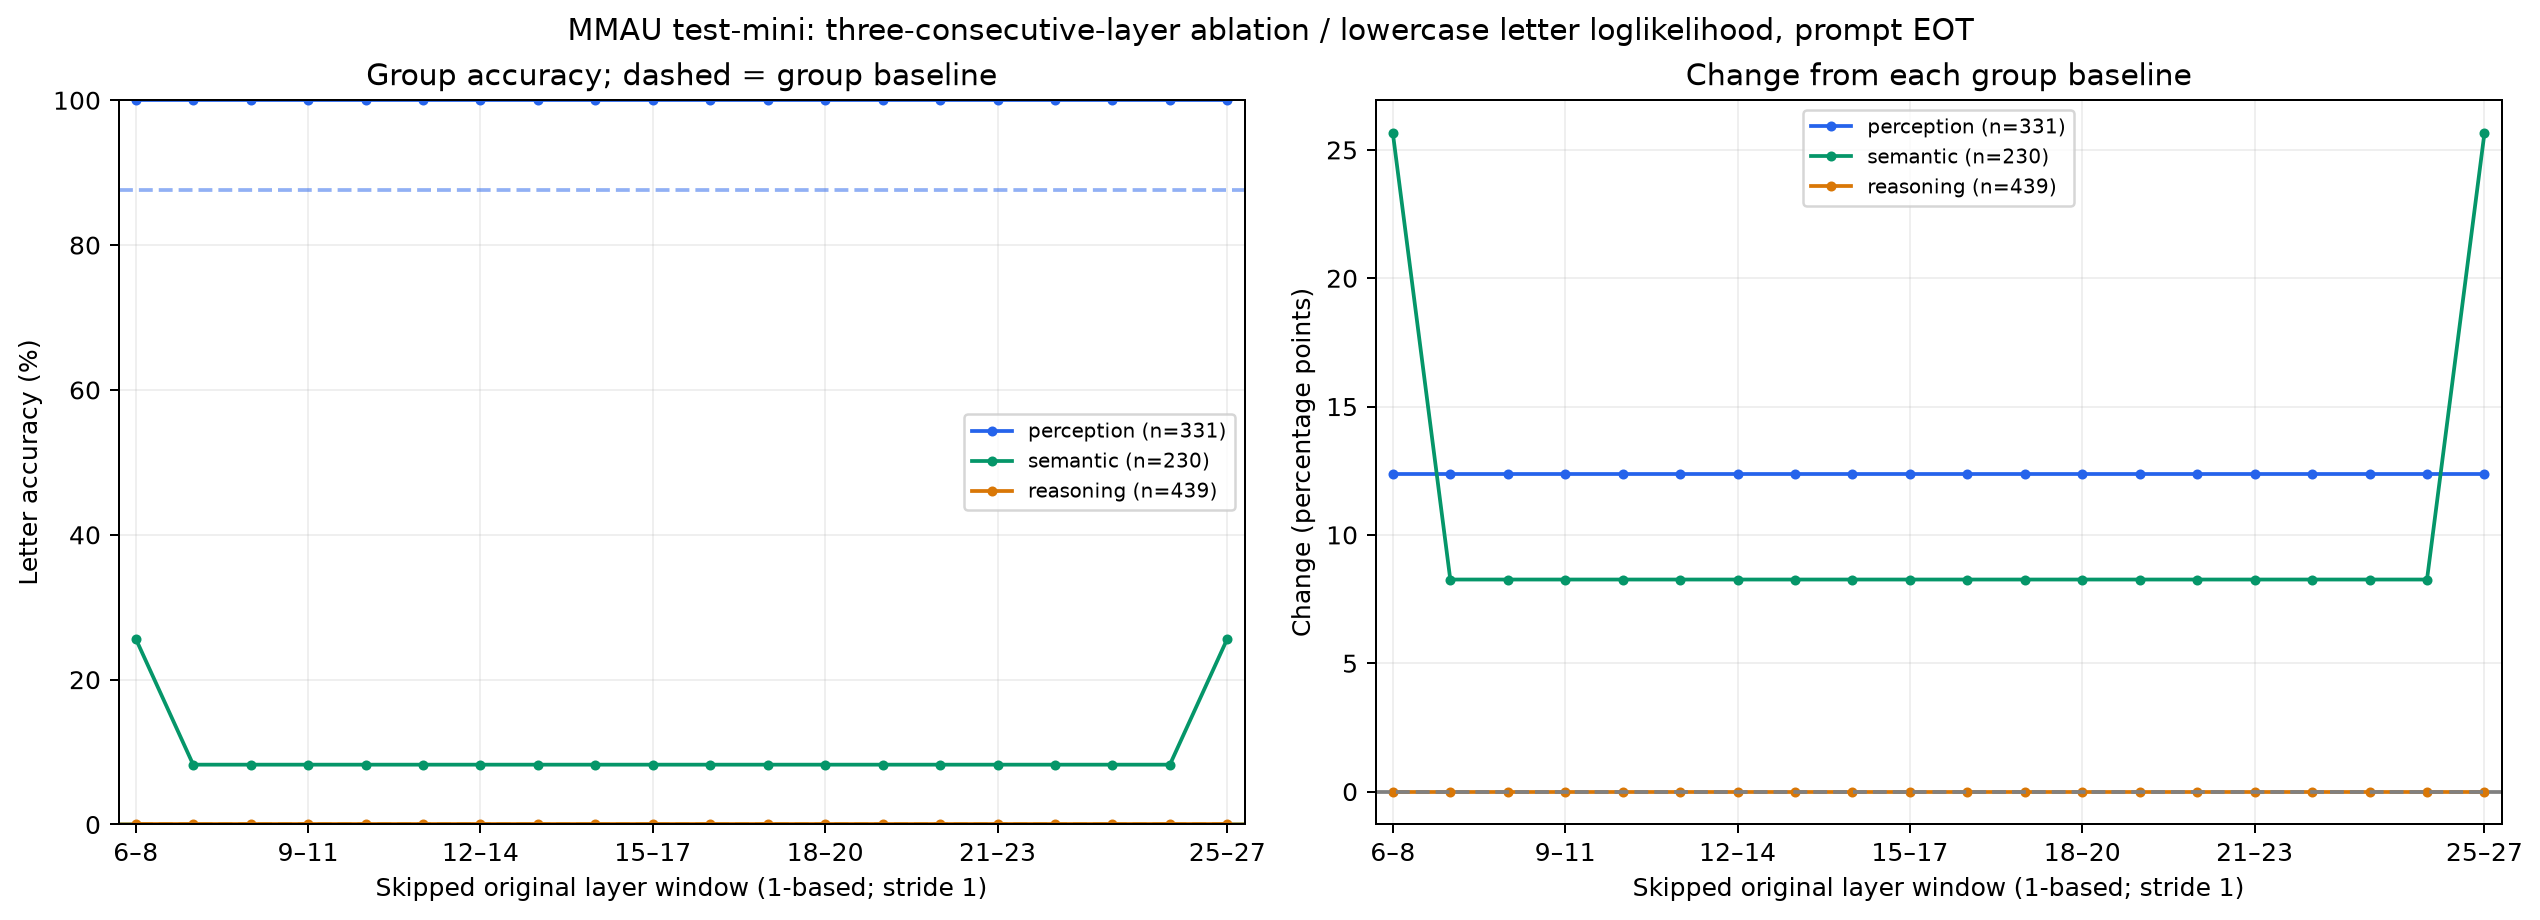 MMAU test-mini: three-consecutive-layer ablation / lowercase letter loglikelihood, prompt EOT
Group accuracy; dashed = group baseline
Letter accuracy (%)
100
80
60
40
20
0
perception (n=331)
semantic (n=230)
reasoning (n=439)
6–8
9–11
12–14
15–17
18–20
21–23
25–27
Skipped original layer window (1-based; stride 1)
Change from each group baseline
Change (percentage points)
25
20
15
10
5
0
perception (n=331)
semantic (n=230)
reasoning (n=439)
6–8
9–11
12–14
15–17
18–20
21–23
25–27
Skipped original layer window (1-based; stride 1)